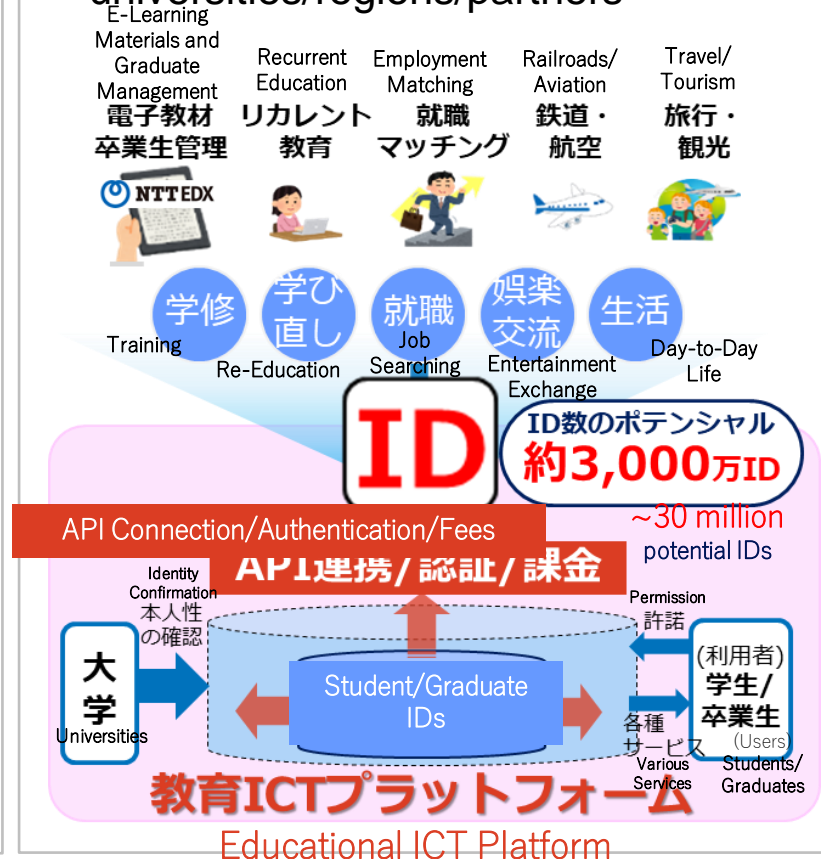 universities/regions/partners
E-Learning
Materials and
Graduate
Management
電子教材
卒業生管理
Recurrent
Education
リカレント
教育
Employment
Matching
就職
マッチング
Railroads/
Aviation
鉄道・
航空
Travel/
Tourism
旅行・
観光
NTT EDX
学修
学び
直し
就職
娯楽
交流
生活
Training
Re-Education
Job
Searching
Entertainment
Exchange
Day-to-Day
Life
ID
ID数のポテンシャル
約3,000万ID
~30 million
potential IDs
API Connection/Authentication/Fees
API連携/認証/課金
Identity
Confirmation
本人性
の確認
大
学
Universities
Student/Graduate
IDs
Permission
許諾
(利用者)
学生/
卒業生
(Users)
Students/
Graduates
各種
サービス
Various
Services
教育ICTプラットフォーム
Educational ICT Platform